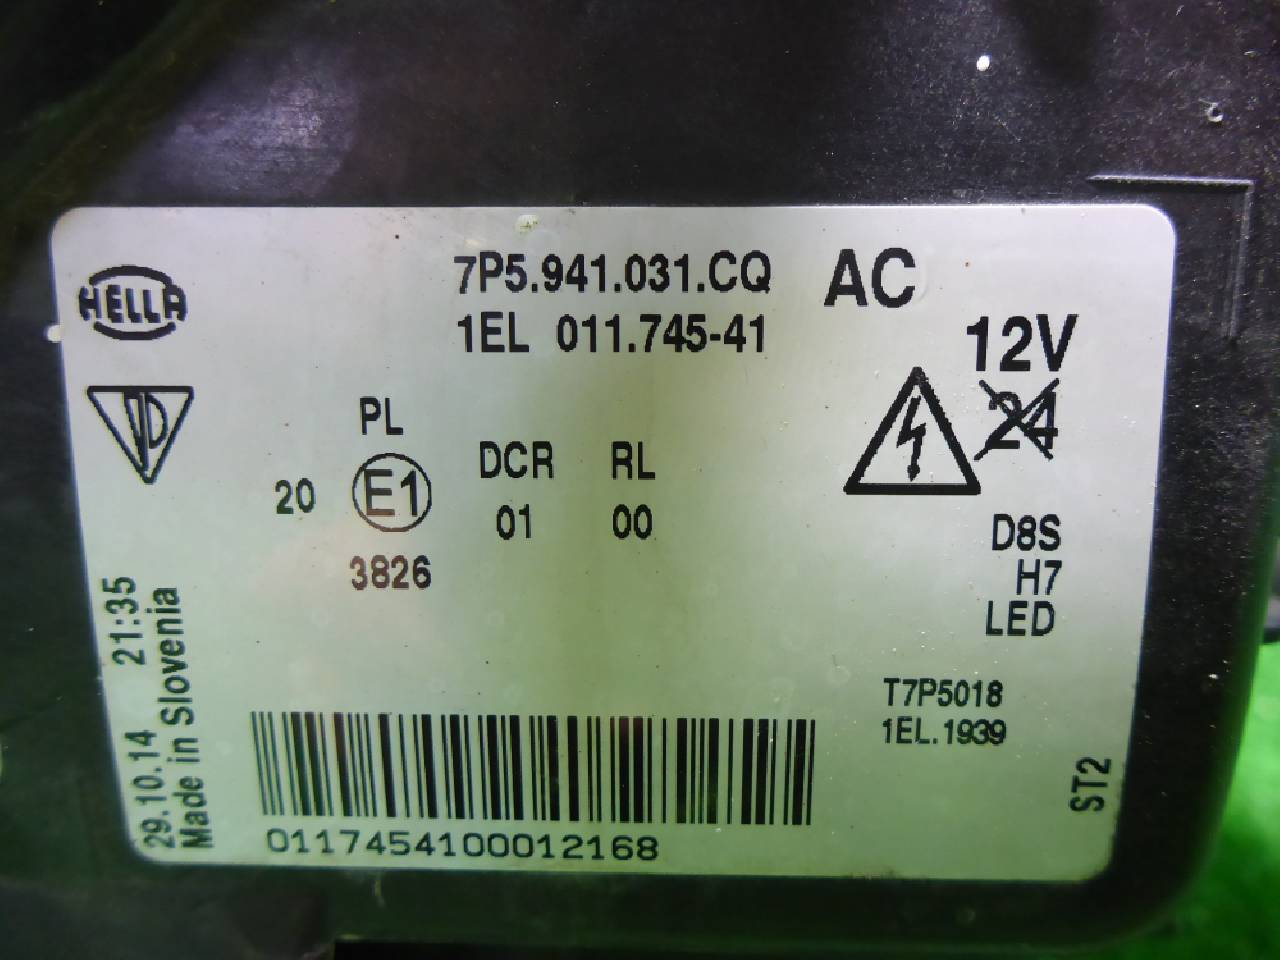 HELLA
7P5.941.031.CQ AC
1EL 011.745-41
12V
24
PL
20 E1
3826
DCR RL
01 00
D8S
H7
LED
T7P5018
1EL.1939
ST2
29.10.14 21:35
Made in Slovenia
0117454100012168